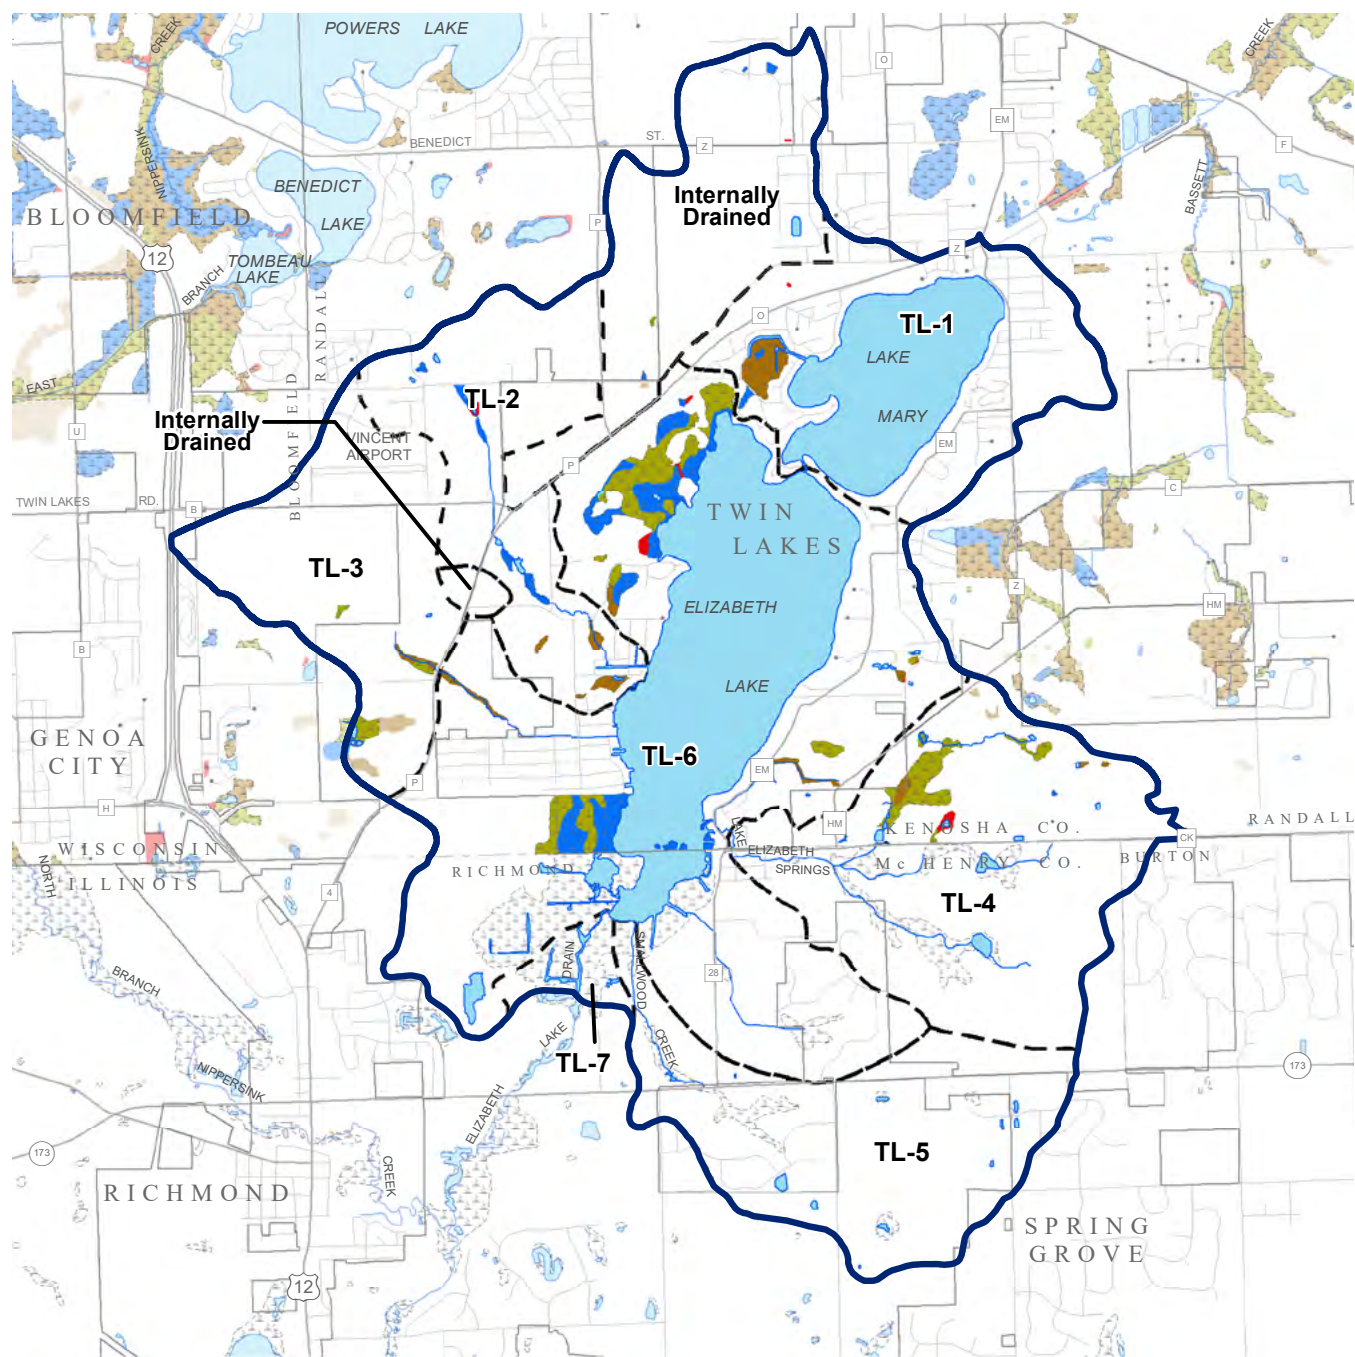 POWERS LAKE
CREEK
CREEK
O
EM
F
BENEDICT
ST.
Z
NIPPERSINK
BENEDICT
LAKE
Internally
Drained
BASSETT
BLOOMFIELD
P
12
TOMBEAU
LAKE
BRANCH
Z
RANDALL
O
TL-1
LAKE
MARY
EAST
BLOOMFIELD
TL-2
Internally
Drained
VINCENT
AIRPORT
U
EM
P
TWIN LAKES
RD.
B
C
TWIN
LAKES
TL-3
Z
ELIZABETH
HM
B
LAKE
GENOA
CITY
TL-6
EM
P
H
HM
LAKE
KENOSHA CO.
RANDALL
CK
WISCONSIN
ELIZABETH
SPRINGS
Mc HENRY CO.
BURTON
NORTH
ILLINOIS
RICHMOND
4
TL-4
DRAIN
SMALLWOOD
28
BRANCH
LAKE
CREEK
TL-7
NIPPERSINK
173
ELIZABETH
173
TL-5
CREEK
RICHMOND
SPRING
GROVE
12